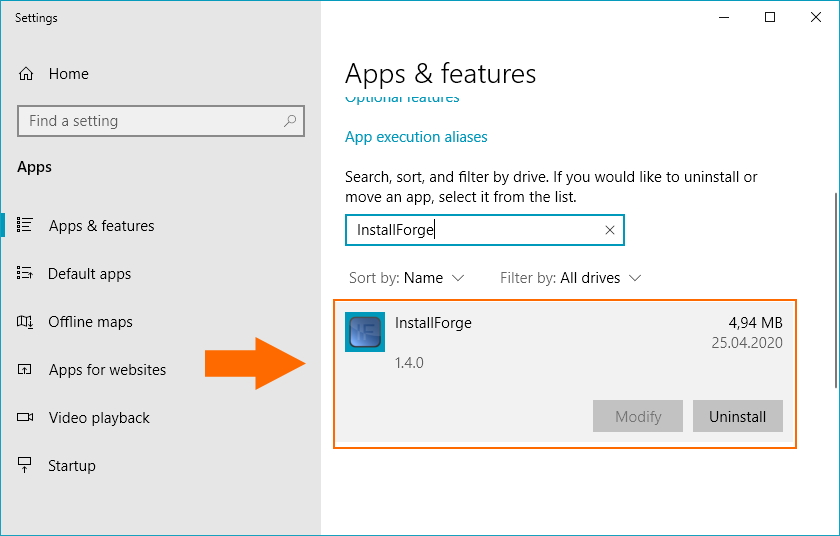 Settings
Home
Find a setting
Apps
Apps & features
Default apps
Offline maps
Apps for websites
Video playback
Startup
Apps & features
Optional features
App execution aliases
Search, sort, and filter by drive. If you would like to uninstall or
move an app, select it from the list.
InstallForge
Sort by: Name
Filter by: All drives
InstallForge
4,94 MB
25.04.2020
1.4.0
Modify
Uninstall